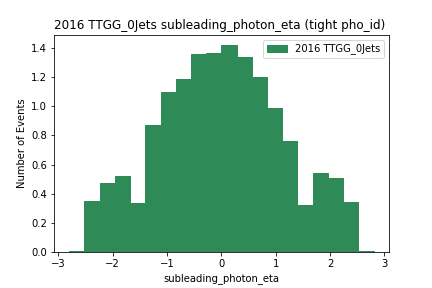 2016 TTGG_0Jets subleading_photon_eta (tight pho_id)
2016 TTGG_0Jets
Number of Events
1.4
1.2
1.0
0.8
0.6
0.4
0.2
0.0
−3 −2 −1 0 1 2 3
subleading_photon_eta